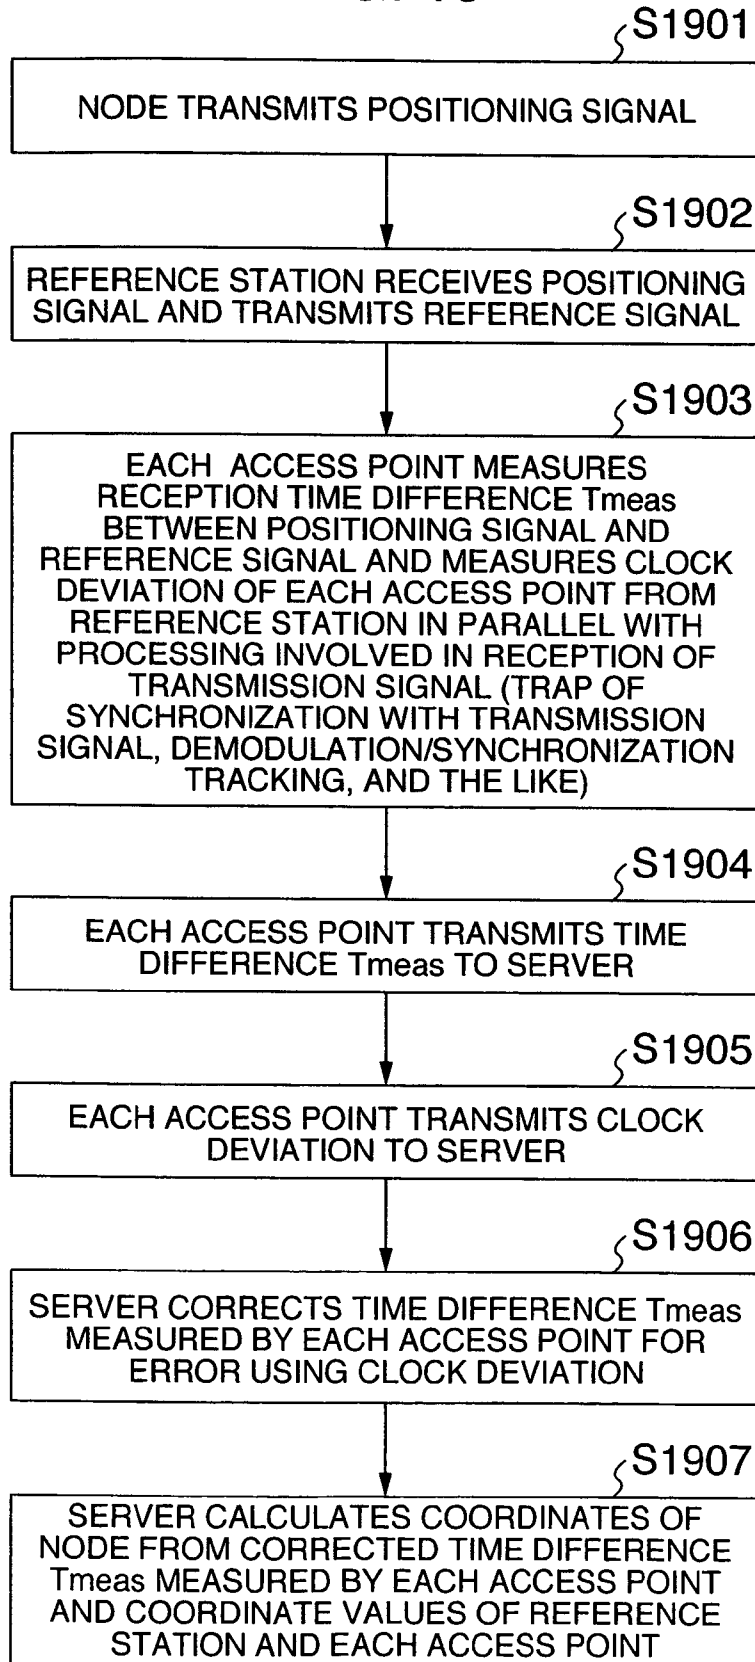 S1901
NODE TRANSMITS POSITIONING SIGNAL
S1902
REFERENCE STATION RECEIVES POSITIONING
SIGNAL AND TRANSMITS REFERENCE SIGNAL
S1903
EACH ACCESS POINT MEASURES
RECEPTION TIME DIFFERENCE Tmeas
BETWEEN POSITIONING SIGNAL AND
REFERENCE SIGNAL AND MEASURES CLOCK
DEVIATION OF EACH ACCESS POINT FROM
REFERENCE STATION IN PARALLEL WITH
PROCESSING INVOLVED IN RECEPTION OF
TRANSMISSION SIGNAL (TRAP OF
SYNCHRONIZATION WITH TRANSMISSION
SIGNAL, DEMODULATION/SYNCHRONIZATION
TRACKING, AND THE LIKE)
S1904
EACH ACCESS POINT TRANSMITS TIME
DIFFERENCE Tmeas TO SERVER
S1905
EACH ACCESS POINT TRANSMITS CLOCK
DEVIATION TO SERVER
S1906
SERVER CORRECTS TIME DIFFERENCE Tmeas
MEASURED BY EACH ACCESS POINT FOR
ERROR USING CLOCK DEVIATION
S1907
SERVER CALCULATES COORDINATES OF
NODE FROM CORRECTED TIME DIFFERENCE
Tmeas MEASURED BY EACH ACCESS POINT
AND COORDINATE VALUES OF REFERENCE
STATION AND EACH ACCESS POINT